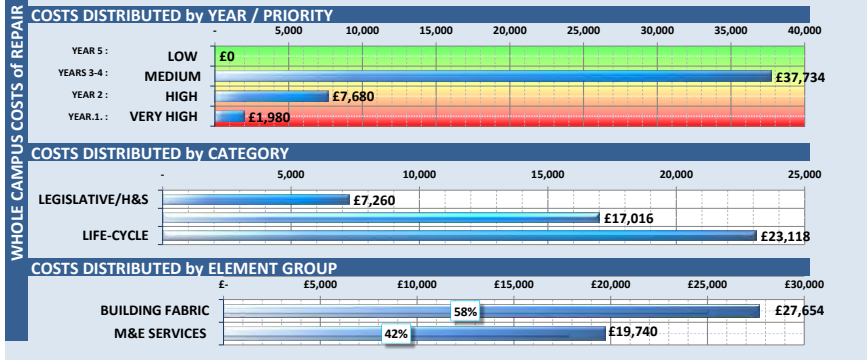 WHOLE CAMPUS COSTS of REPAIR
COSTS DISTRIBUTED by YEAR / PRIORITY
- 5,000 10,000 15,000 20,000 25,000 30,000 35,000 40,000
YEAR 5 : LOW £0
YEARS 3-4 : MEDIUM £37,734
YEAR 2 : HIGH £7,680
YEAR.1. : VERY HIGH £1,980
COSTS DISTRIBUTED by CATEGORY
- 5,000 10,000 15,000 20,000 25,000
LEGISLATIVE/H&S £7,260
£17,016
LIFE-CYCLE £23,118
COSTS DISTRIBUTED by ELEMENT GROUP
£- £5,000 £10,000 £15,000 £20,000 £25,000 £30,000
BUILDING FABRIC 58% £27,654
M&E SERVICES 42% £19,740